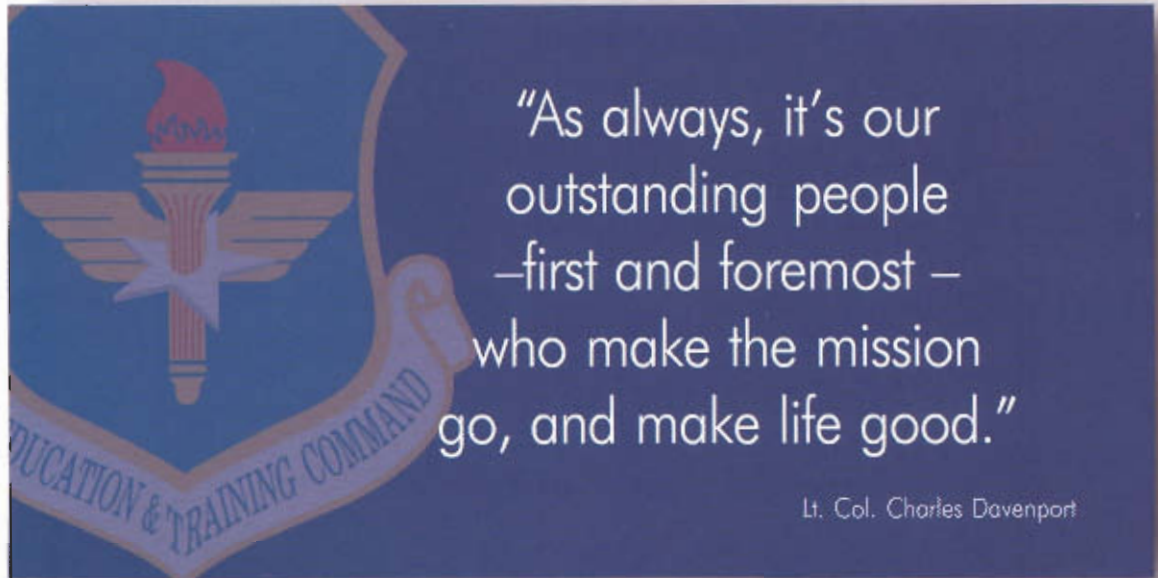 "As always, it's our
outstanding people
–first and foremost –
who make the mission
go, and make life good."
Lt. Col. Charles Davenport
DUCATION & TRAINING COMMAND